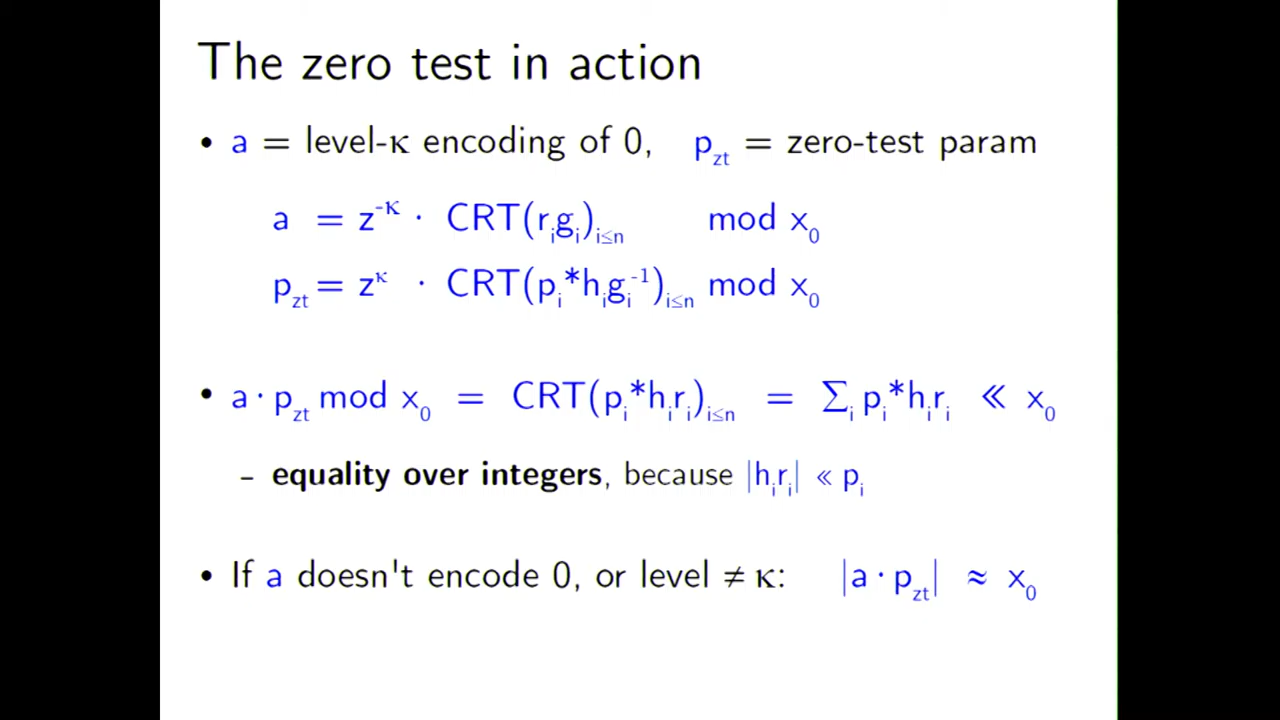 The zero test in action
• a = level-κ encoding of 0, p_zt = zero-test param
a = z^-κ · CRT(r_i g_i)_i≤n mod x_0
p_zt = z^κ · CRT(p_i*h_i g_i^-1)_i≤n mod x_0
• a · p_zt mod x_0 = CRT(p_i*h_i r_i)_i≤n = ∑_i p_i*h_i r_i ≪ x_0
– equality over integers, because |h_i r_i| ≪ p_i
• If a doesn't encode 0, or level ≠ κ: |a · p_zt| ≈ x_0